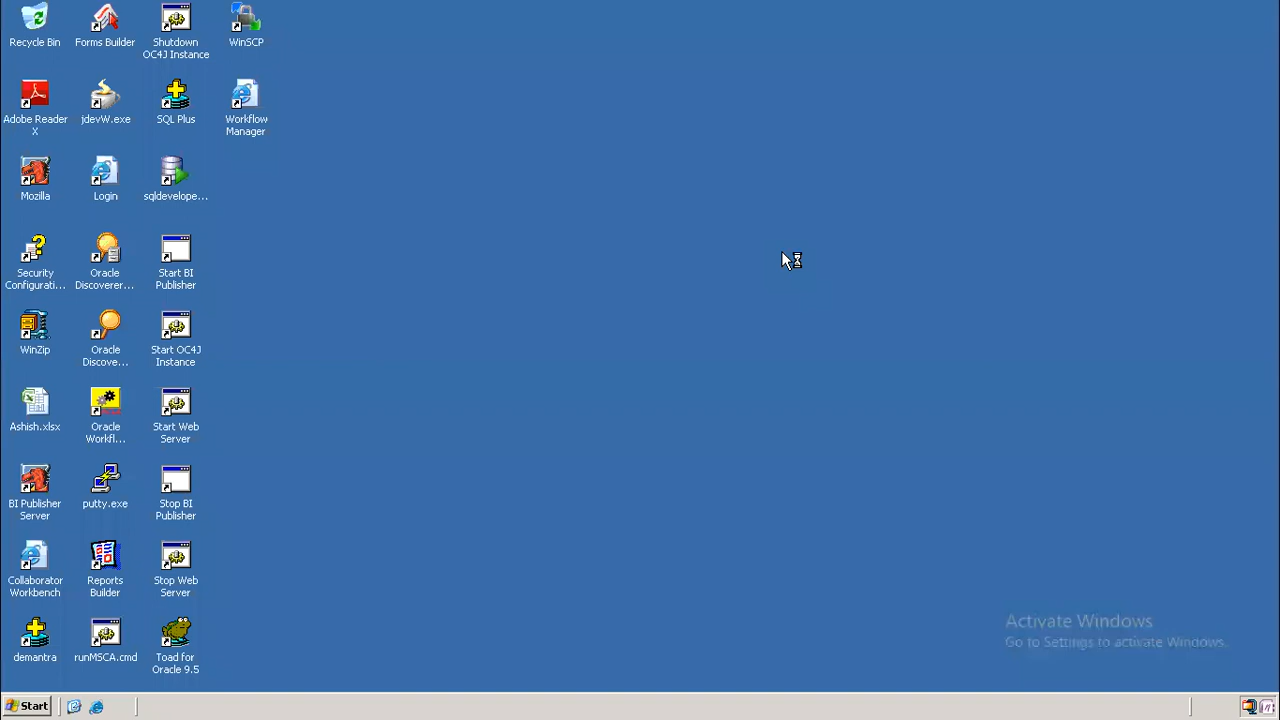 Recycle Bin
Forms Builder
Shutdown
OC4J Instance
WinSCP
Adobe Reader
X
jdevW.exe
SQL Plus
Workflow
Manager
Mozilla
Login
sqldevelope...
Security
Configurati...
Oracle
Discoverer...
Start BI
Publisher
WinZip
Oracle
Discove...
Start OC4J
Instance
Ashish.xlsx
Oracle
Workfl...
Start Web
Server
BI Publisher
Server
putty.exe
Stop BI
Publisher
Collaborator
Workbench
Reports
Builder
Stop Web
Server
demantra
runMSCA.cmd
Toad for
Oracle 9.5
Activate Windows
Go to Settings to activate Windows.
Start